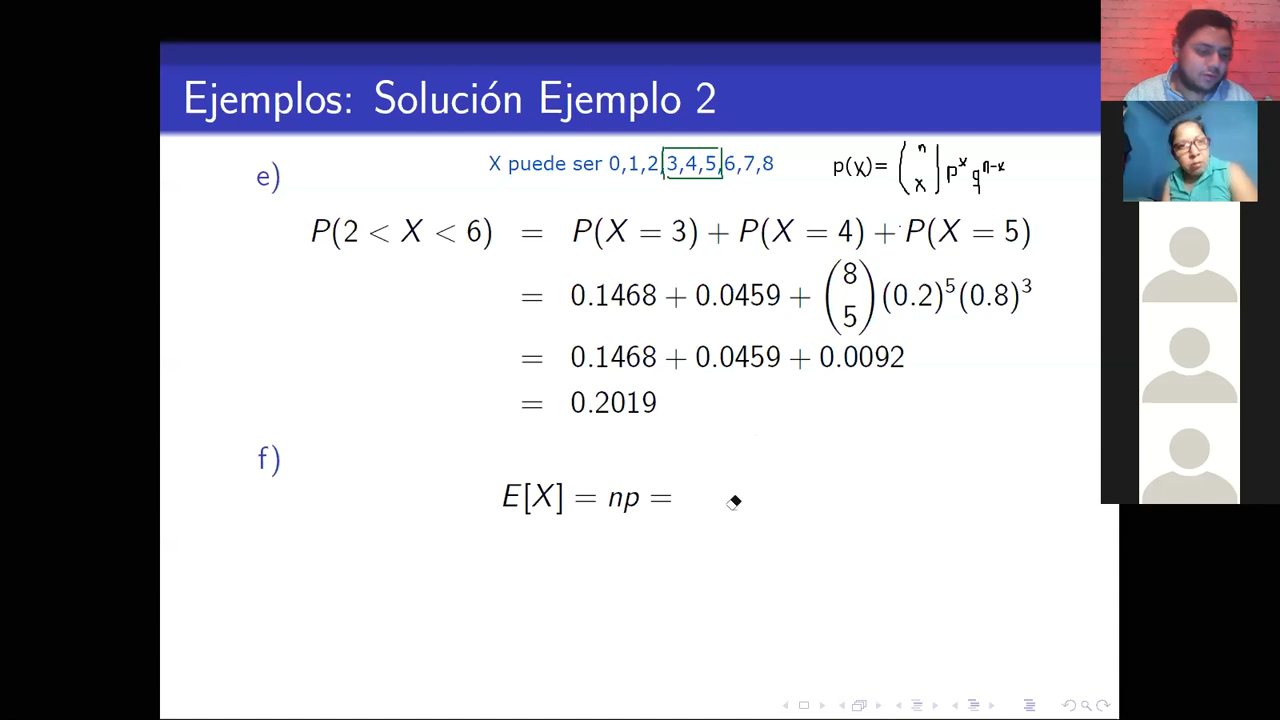 Ejemplos: Solución Ejemplo 2
e)
X puede ser 0,1,2,3,4,5,6,7,8
p(x)= (n x) p^x q^{n-x}
P(2 < X < 6) = P(X = 3) + P(X = 4) + P(X = 5)
= 0.1468 + 0.0459 + (8 5) (0.2)^5 (0.8)^3
= 0.1468 + 0.0459 + 0.0092
= 0.2019
f)
E[X] = np =